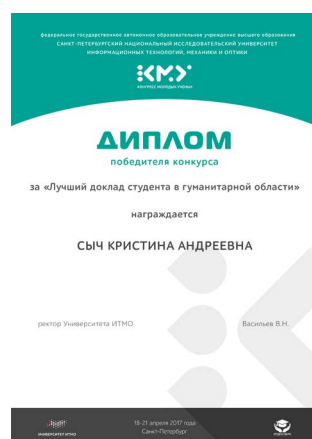 федеральное государственное автономное образовательное учреждение высшего образования
САНКТ-ПЕТЕРБУРГСКИЙ НАЦИОНАЛЬНЫЙ ИССЛЕДОВАТЕЛЬСКИЙ УНИВЕРСИТЕТ
ИНФОРМАЦИОННЫХ ТЕХНОЛОГИЙ, МЕХАНИКИ И ОПТИКИ
КМУ
КОНГРЕСС МОЛОДЫХ УЧЕНЫХ
ДИПЛОМ
победителя конкурса
за «Лучший доклад студента в гуманитарной области»
награждается
СЫЧ КРИСТИНА АНДРЕЕВНА
ректор Университета ИТМО
Васильев В.Н.
УНИВЕРСИТЕТ ИТМО
18-21 апреля 2017 года
Санкт-Петербург